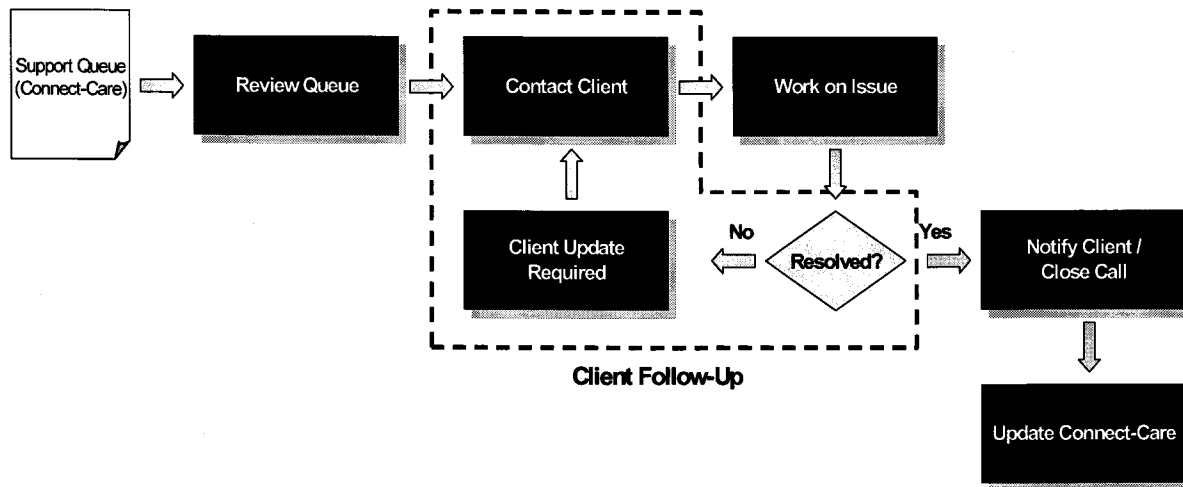 Support Queue
(Connect-Care)
Review Queue
Contact Client
Work on Issue
Client Update
Required
No
Resolved?
Yes
Notify Client /
Close Call
Client Follow-Up
Update Connect-Care